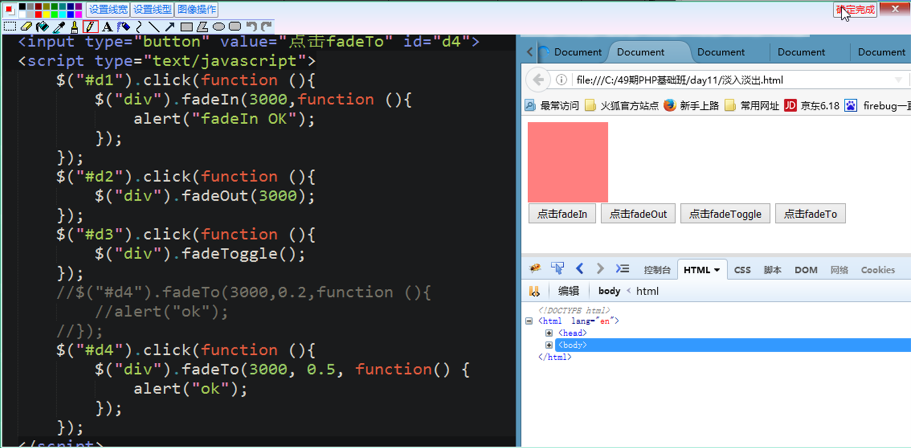 设置线宽 设置线型 图像操作 确定完成
<input type="button" value="点击fadeTo" id="d4">
<script type="text/javascript">
$("#d1").click(function (){
$("div").fadeIn(3000,function (){
alert("fadeIn OK");
});
});
$("#d2").click(function (){
$("div").fadeOut(3000);
});
$("#d3").click(function (){
$("div").fadeToggle();
});
//$("#d4").fadeTo(3000,0.2,function (){
//alert("ok");
//});
$("#d4").click(function (){
$("div").fadeTo(3000, 0.5, function() {
alert("ok");
});
});
</script>
Document Document Document Document Document
file:///C:/49期PHP基础班/day11/淡入淡出.html
最常访问 火狐官方站点 新手上路 常用网址 JD 京东6.18 firebug一直
点击fadeIn 点击fadeOut 点击fadeToggle 点击fadeTo
控制台 HTML CSS 脚本 DOM 网络 Cookies
编辑 body < html
<!DOCTYPE html>
<html lang="en">
<head>
<body>
</html>